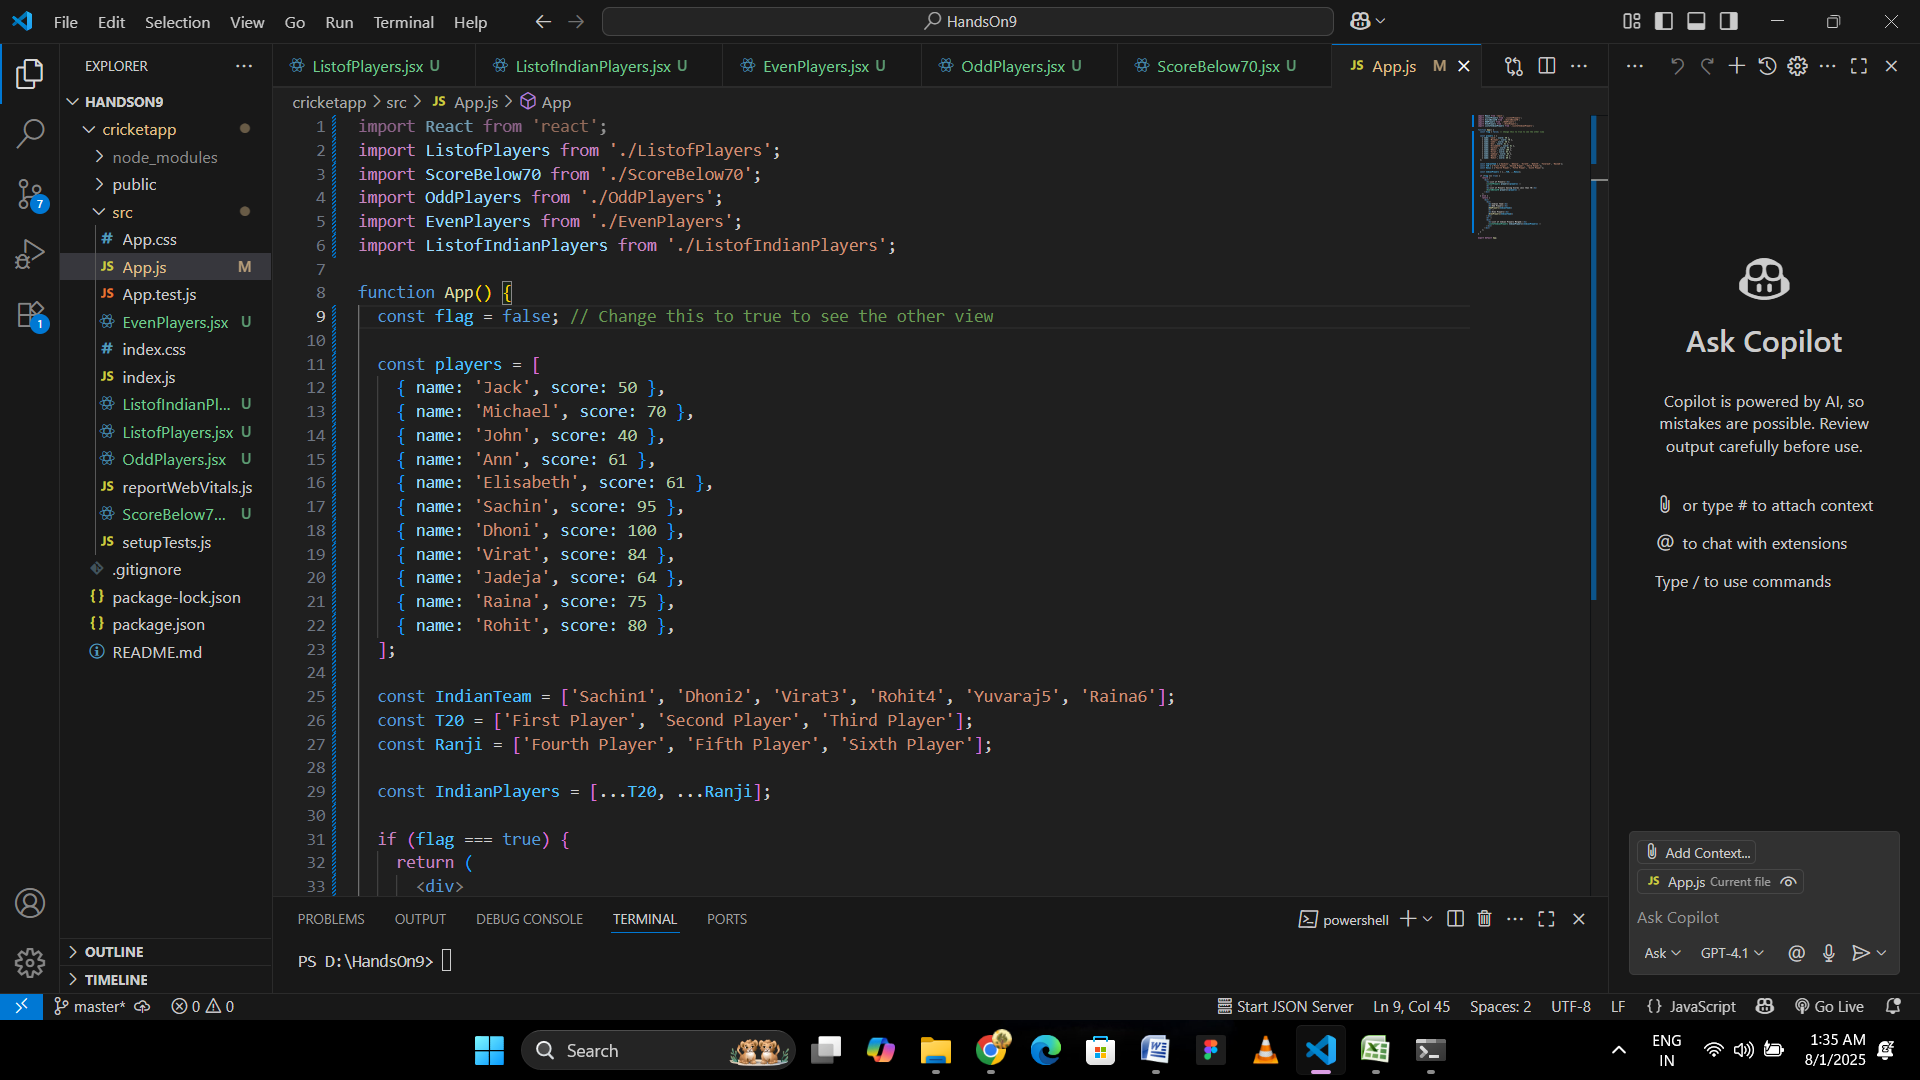 File Edit Selection View Go Run Terminal Help
HandsOn9
EXPLORER
HANDSON9
cricketapp
node_modules
public
src
App.css
App.js M
App.test.js
EvenPlayers.jsx U
index.css
index.js
ListofIndianPl... U
ListofPlayers.jsx U
OddPlayers.jsx U
reportWebVitals.js
ScoreBelow7... U
setupTests.js
.gitignore
package-lock.json
package.json
README.md
OUTLINE
TIMELINE
ListofPlayers.jsx U ListofIndianPlayers.jsx U EvenPlayers.jsx U OddPlayers.jsx U ScoreBelow70.jsx U JS App.js M
cricketapp > src > JS App.js > App
1 import React from 'react';
2 import ListofPlayers from './ListofPlayers';
3 import ScoreBelow70 from './ScoreBelow70';
4 import OddPlayers from './OddPlayers';
5 import EvenPlayers from './EvenPlayers';
6 import ListofIndianPlayers from './ListofIndianPlayers';
7
8 function App() {
9 const flag = false; // Change this to true to see the other view
10
11 const players = [
12 { name: 'Jack', score: 50 },
13 { name: 'Michael', score: 70 },
14 { name: 'John', score: 40 },
15 { name: 'Ann', score: 61 },
16 { name: 'Elisabeth', score: 61 },
17 { name: 'Sachin', score: 95 },
18 { name: 'Dhoni', score: 100 },
19 { name: 'Virat', score: 84 },
20 { name: 'Jadeja', score: 64 },
21 { name: 'Raina', score: 75 },
22 { name: 'Rohit', score: 80 },
23 ];
24
25 const IndianTeam = ['Sachin1', 'Dhoni2', 'Virat3', 'Rohit4', 'Yuvaraj5', 'Raina6'];
26 const T20 = ['First Player', 'Second Player', 'Third Player'];
27 const Ranji = ['Fourth Player', 'Fifth Player', 'Sixth Player'];
28
29 const IndianPlayers = [...T20, ...Ranji];
30
31 if (flag === true) {
32 return (
33 <div>
PROBLEMS OUTPUT DEBUG CONSOLE TERMINAL PORTS
powershell
PS D:\HandsOn9>
Ask Copilot
Copilot is powered by AI, so
mistakes are possible. Review
output carefully before use.
or type # to attach context
@ to chat with extensions
Type / to use commands
Add Context...
JS App.js Current file
Ask Copilot
Ask GPT-4.1 @
7
1
master* 0 0
Start JSON Server Ln 9, Col 45 Spaces: 2 UTF-8 LF {} JavaScript Go Live
Search
ENG
IN
1:35 AM
8/1/2025